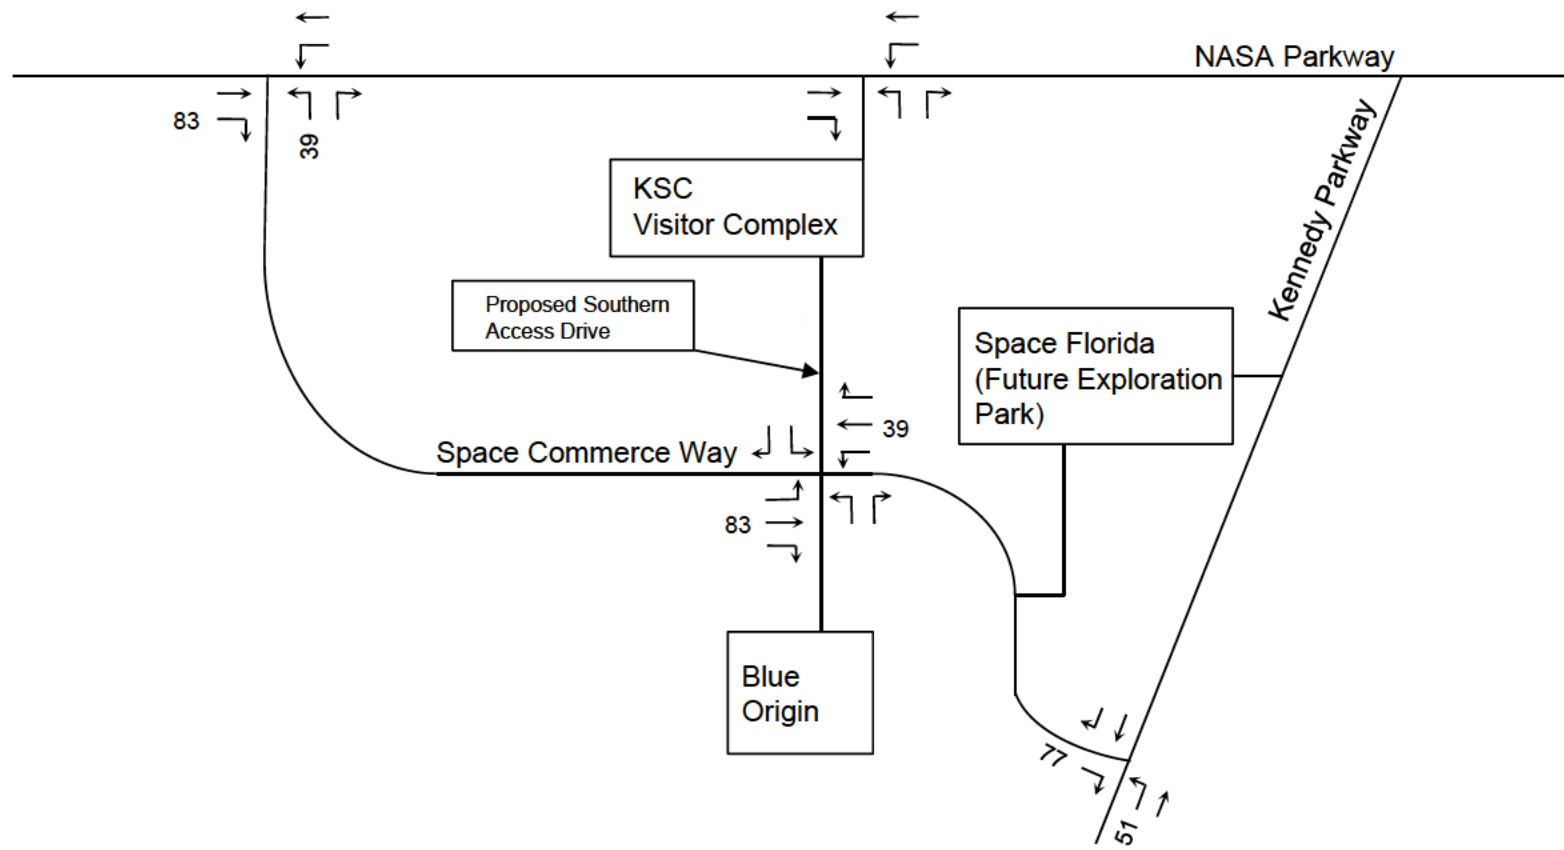 NASA Parkway
83
39
KSC
Visitor Complex
Kennedy Parkway
Proposed Southern
Access Drive
Space Florida
(Future Exploration
Park)
39
Space Commerce Way
83
Blue
Origin
77
51